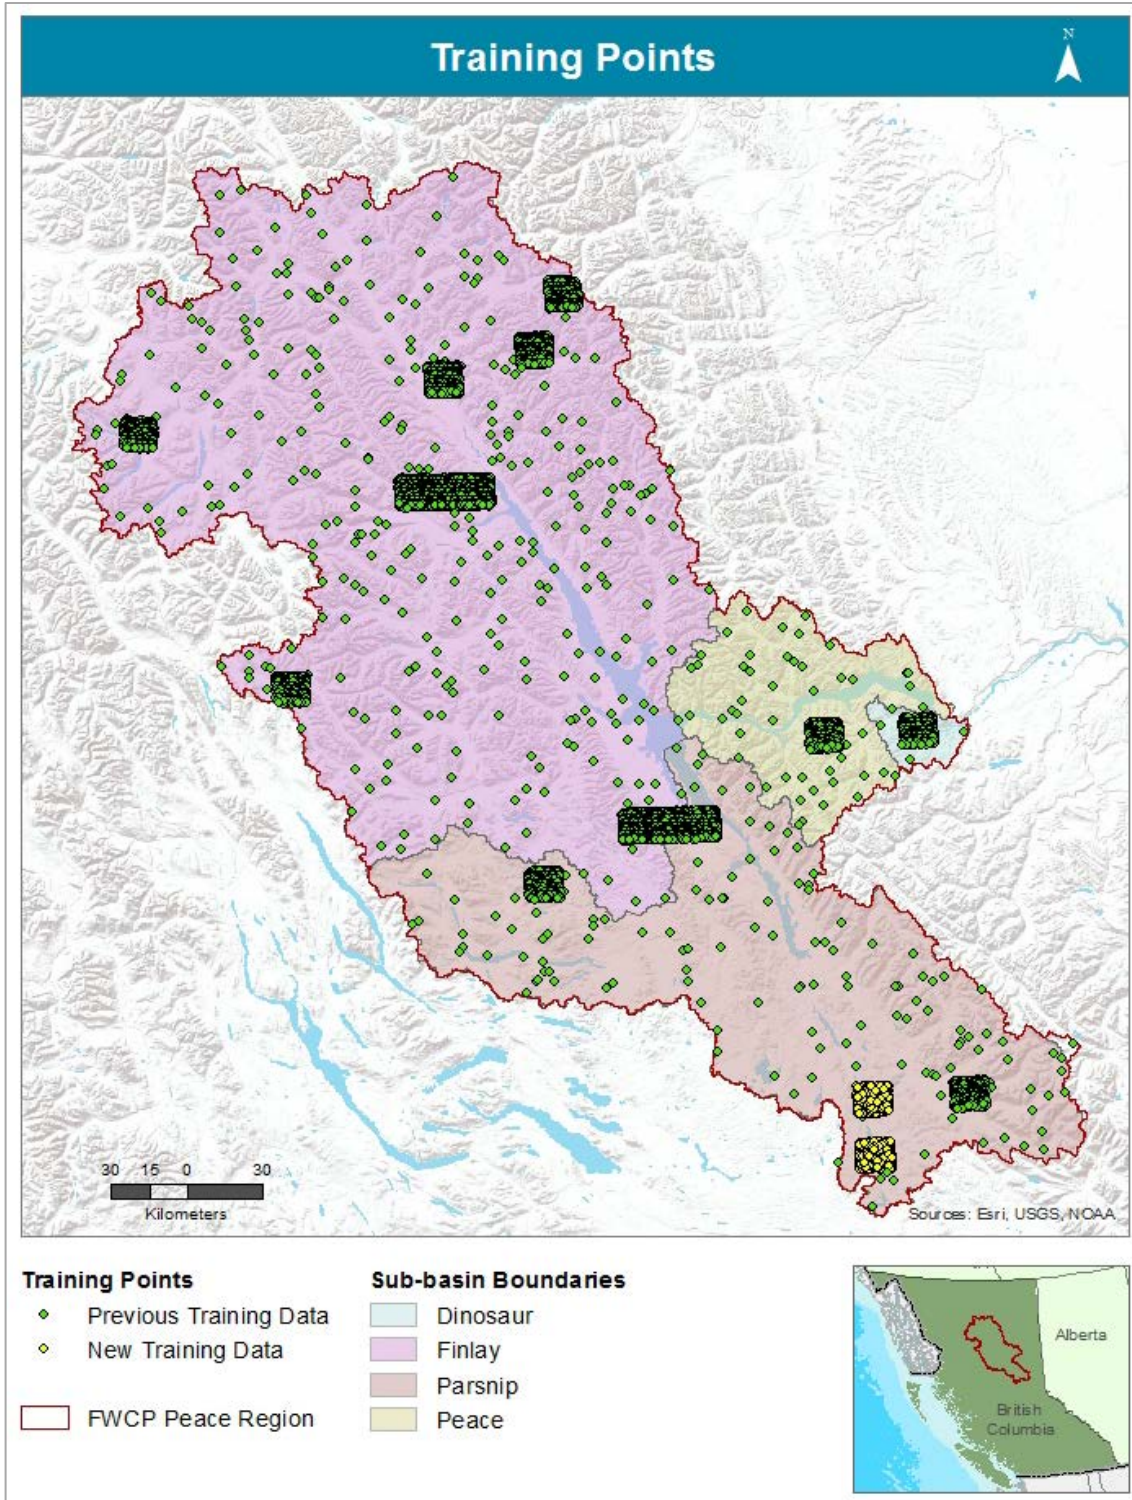 Training Points
N
30 15 0 30
Kilometers
Sources: Esri, USGS, NOAA
Training Points
Previous Training Data
New Training Data
FWCP Peace Region
Sub-basin Boundaries
Dinosaur
Finlay
Parsnip
Peace
Alberta
British
Columbia